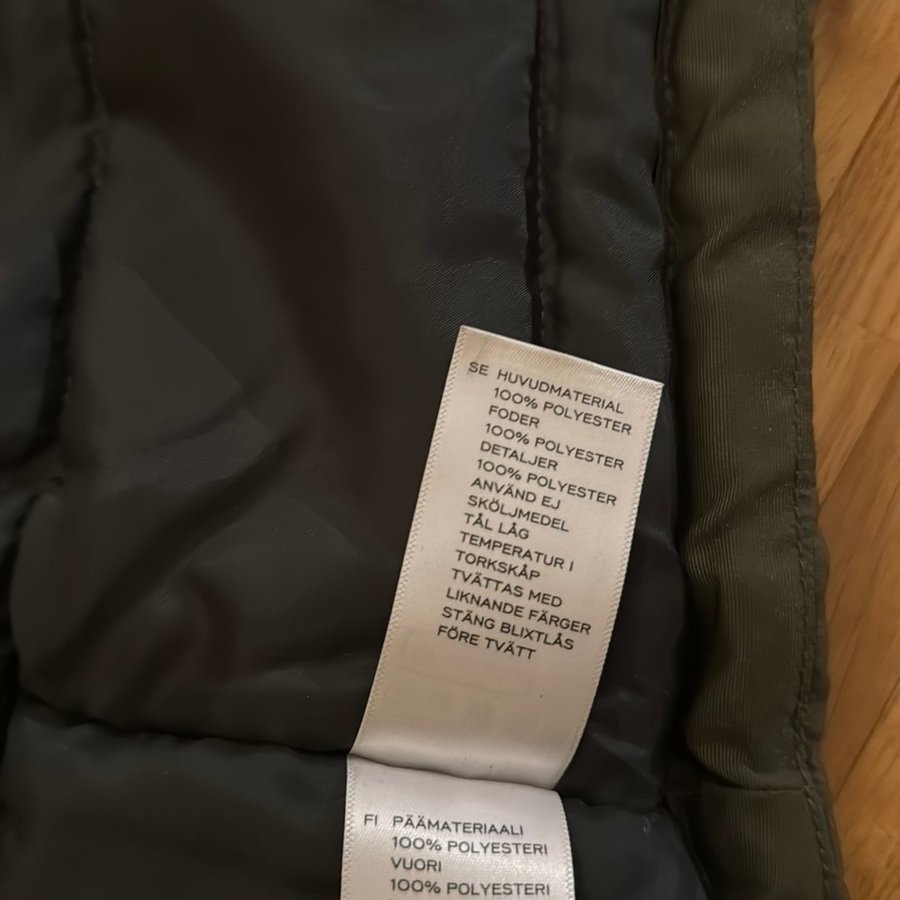 SE HUVUDMATERIAL
100% POLYESTER
FODER
100% POLYESTER
DETALJER
100% POLYESTER
ANVÄND EJ
SKÖLJMEDEL
TÅL LÅG
TEMPERATUR I
TORKSKÅP
TVÄTTAS MED
LIKNANDE FÄRGER
STÄNG BLIXTLÅS
FÖRE TVÄTT
FI PÄÄMATERIAALI
100% POLYESTERI
VUORI
100% POLYESTERI